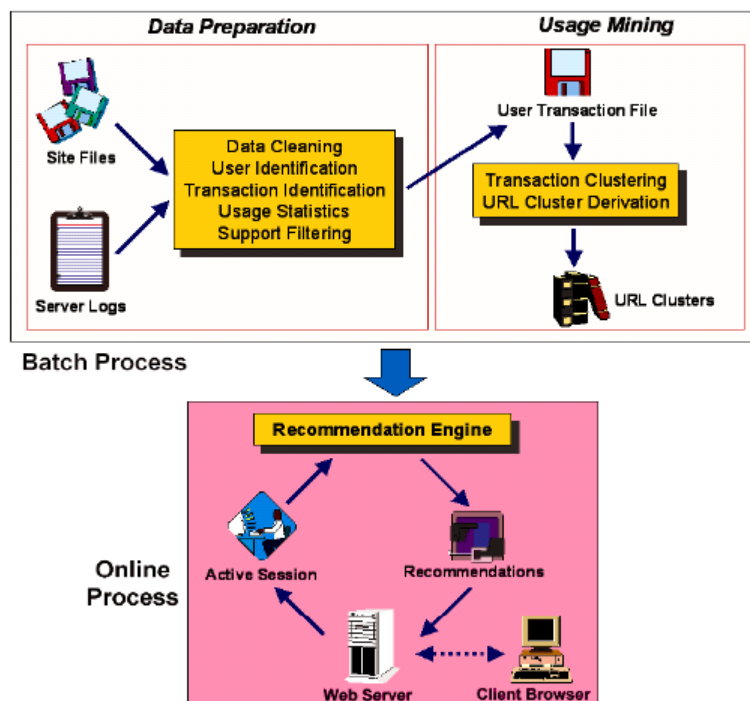 Data Preparation
Usage Mining
Site Files
Server Logs
Data Cleaning
User Identification
Transaction Identification
Usage Statistics
Support Filtering
User Transaction File
Transaction Clustering
URL Cluster Derivation
URL Clusters
Batch Process
Recommendation Engine
Active Session
Recommendations
Online
Process
Web Server
Client Browser